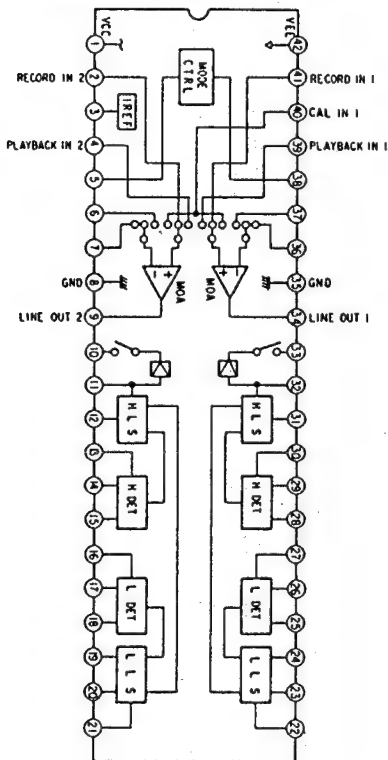 VCC VEE
1 42
RECORD IN 2 2 MODE CTRL 41 RECORD IN 1
3 IREF 40 CAL IN 1
PLAYBACK IN 2 4 39 PLAYBACK IN 1
5 38
6 37
7 36
GND 8 + − MOA MOA + − 35 GND
LINE OUT 2 9 34 LINE OUT 1
10 33
11 32
12 HLS HLS 31
13 30
14 H DET H DET 29
15 28
16 27
17 L DET L DET 26
18 25
19 LLS LLS 24
20 23
21 22